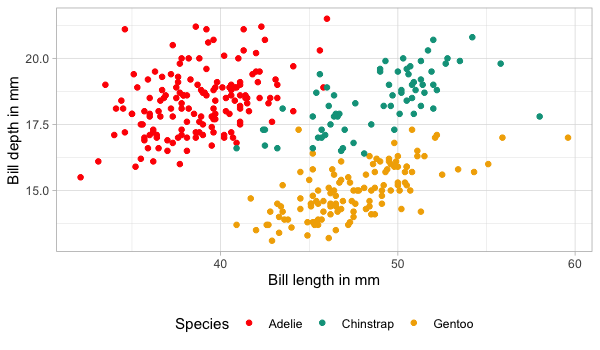 20.0
17.5
15.0
Bill depth in mm
40 50 60
Bill length in mm
Species Adelie Chinstrap Gentoo